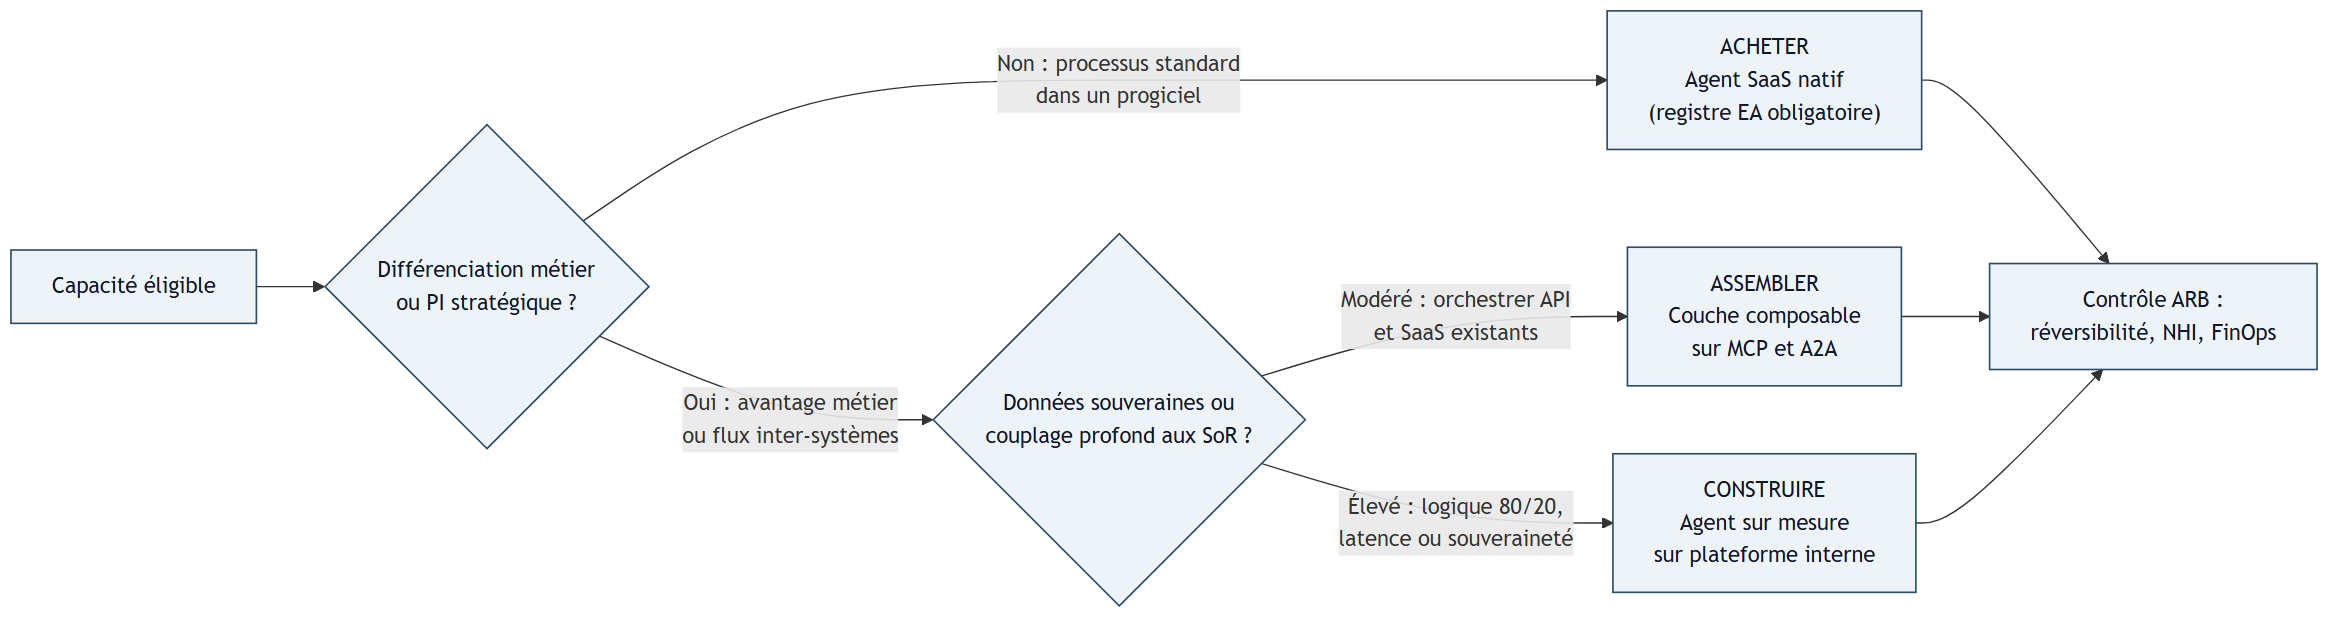 Capacité éligible
Différenciation métier
ou PI stratégique ?
Non : processus standard
dans un progiciel
Oui : avantage métier
ou flux inter-systèmes
Données souveraines ou
couplage profond aux SoR ?
Modéré : orchestrer API
et SaaS existants
Élevé : logique 80/20,
latence ou souveraineté
ACHETER
Agent SaaS natif
(registre EA obligatoire)
ASSEMBLER
Couche composable
sur MCP et A2A
CONSTRUIRE
Agent sur mesure
sur plateforme interne
Contrôle ARB :
réversibilité, NHI, FinOps